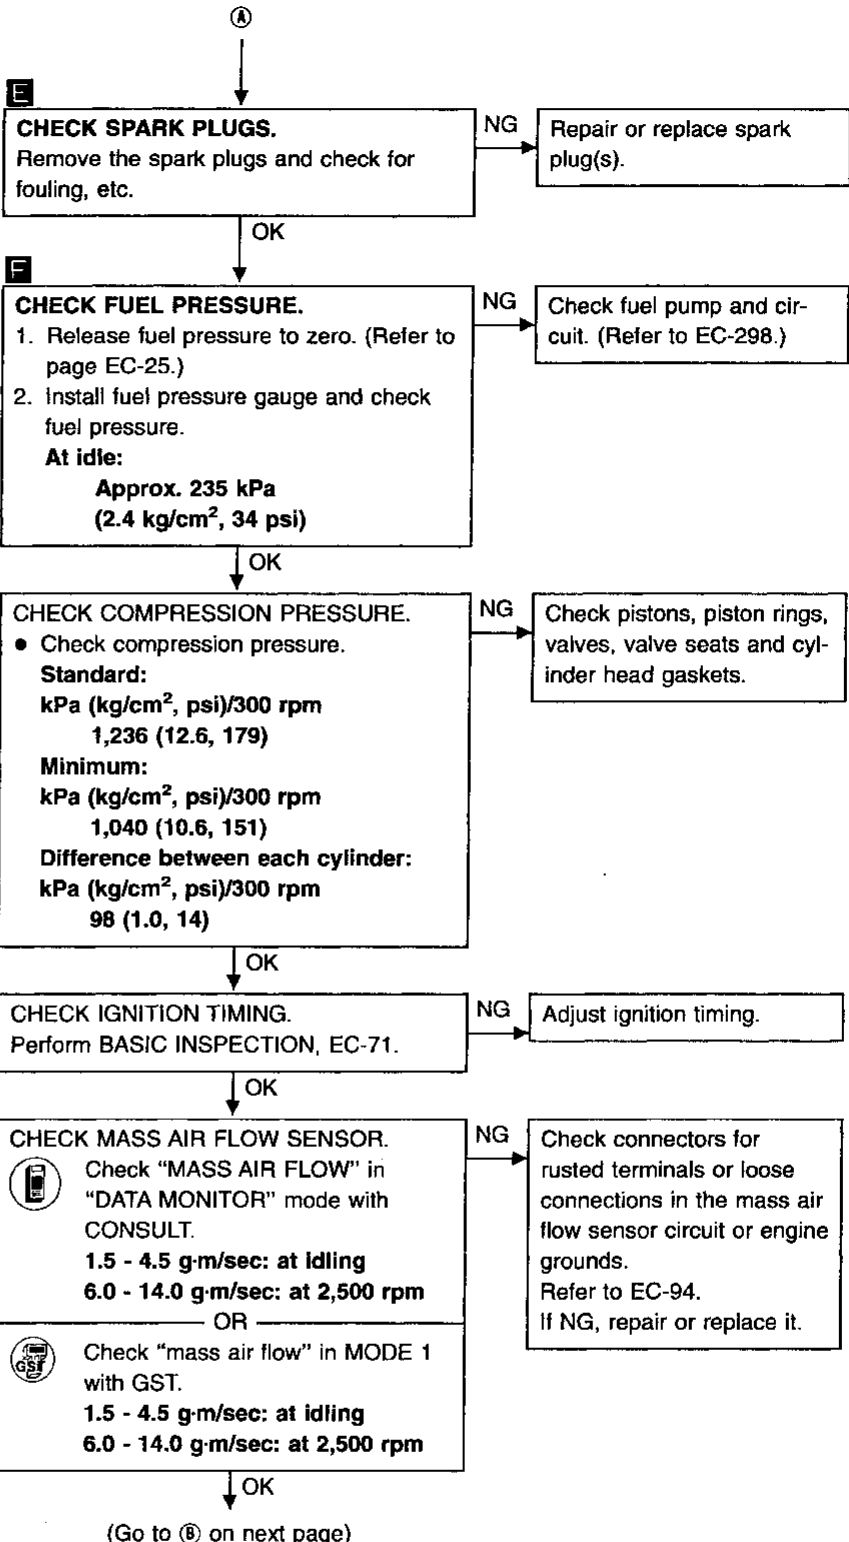 Ⓐ
E
CHECK SPARK PLUGS.
Remove the spark plugs and check for
fouling, etc.
NG
Repair or replace spark
plug(s).
OK
F
CHECK FUEL PRESSURE.
1. Release fuel pressure to zero. (Refer to
page EC-25.)
2. Install fuel pressure gauge and check
fuel pressure.
At idle:
Approx. 235 kPa
(2.4 kg/cm², 34 psi)
NG
Check fuel pump and cir-
cuit. (Refer to EC-298.)
OK
CHECK COMPRESSION PRESSURE.
● Check compression pressure.
Standard:
kPa (kg/cm², psi)/300 rpm
1,236 (12.6, 179)
Minimum:
kPa (kg/cm², psi)/300 rpm
1,040 (10.6, 151)
Difference between each cylinder:
kPa (kg/cm², psi)/300 rpm
98 (1.0, 14)
NG
Check pistons, piston rings,
valves, valve seats and cyl-
inder head gaskets.
OK
CHECK IGNITION TIMING.
Perform BASIC INSPECTION, EC-71.
NG
Adjust ignition timing.
OK
CHECK MASS AIR FLOW SENSOR.
Check “MASS AIR FLOW” in
“DATA MONITOR” mode with
CONSULT.
1.5 - 4.5 g·m/sec: at idling
6.0 - 14.0 g·m/sec: at 2,500 rpm
OR
GST
Check “mass air flow” in MODE 1
with GST.
1.5 - 4.5 g·m/sec: at idling
6.0 - 14.0 g·m/sec: at 2,500 rpm
NG
Check connectors for
rusted terminals or loose
connections in the mass air
flow sensor circuit or engine
grounds.
Refer to EC-94.
If NG, repair or replace it.
OK
(Go to Ⓑ on next page)